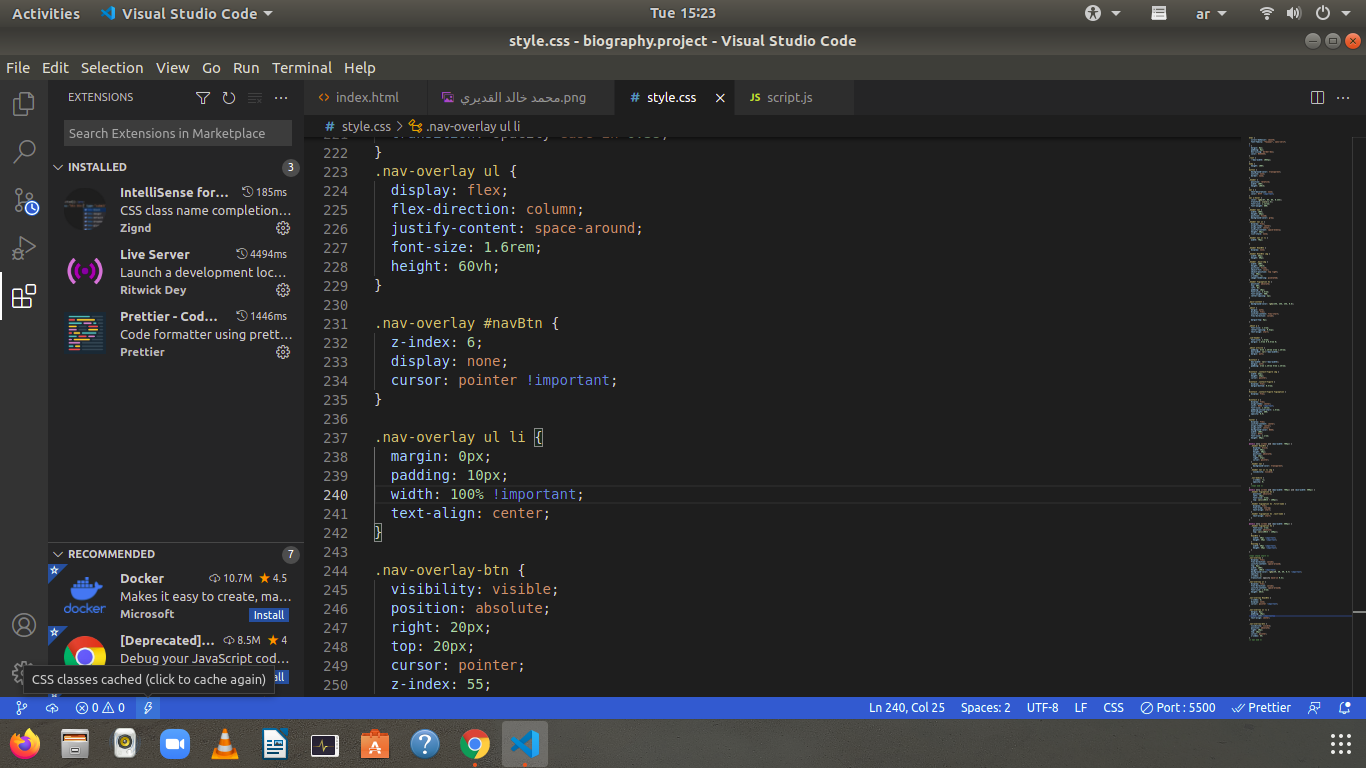 Activities
Visual Studio Code
Tue 15:23
ar
style.css - biography.project - Visual Studio Code
File Edit Selection View Go Run Terminal Help
EXTENSIONS
Search Extensions in Marketplace
INSTALLED 3
IntelliSense for... 185ms
CSS class name completion...
Zignd
Live Server 4494ms
Launch a development loc...
Ritwick Dey
Prettier - Cod... 1446ms
Code formatter using prett...
Prettier
RECOMMENDED 7
Docker 10.7M 4.5
docker
Makes it easy to create, ma...
Microsoft Install
[Deprecated]... 8.5M 4
Debug your JavaScript cod...
CSS classes cached (click to cache again)
index.html
محمد خالد القديري.png
# style.css
JS script.js
# style.css > .nav-overlay ul li
222 }
223 .nav-overlay ul {
224 display: flex;
225 flex-direction: column;
226 justify-content: space-around;
227 font-size: 1.6rem;
228 height: 60vh;
229 }
230
231 .nav-overlay #navBtn {
232 z-index: 6;
233 display: none;
234 cursor: pointer !important;
235 }
236
237 .nav-overlay ul li {
238 margin: 0px;
239 padding: 10px;
240 width: 100% !important;
241 text-align: center;
242 }
243
244 .nav-overlay-btn {
245 visibility: visible;
246 position: absolute;
247 right: 20px;
248 top: 20px;
249 cursor: pointer;
250 z-index: 55;
0 0
Ln 240, Col 25
Spaces: 2
UTF-8
LF
CSS
Port : 5500
Prettier